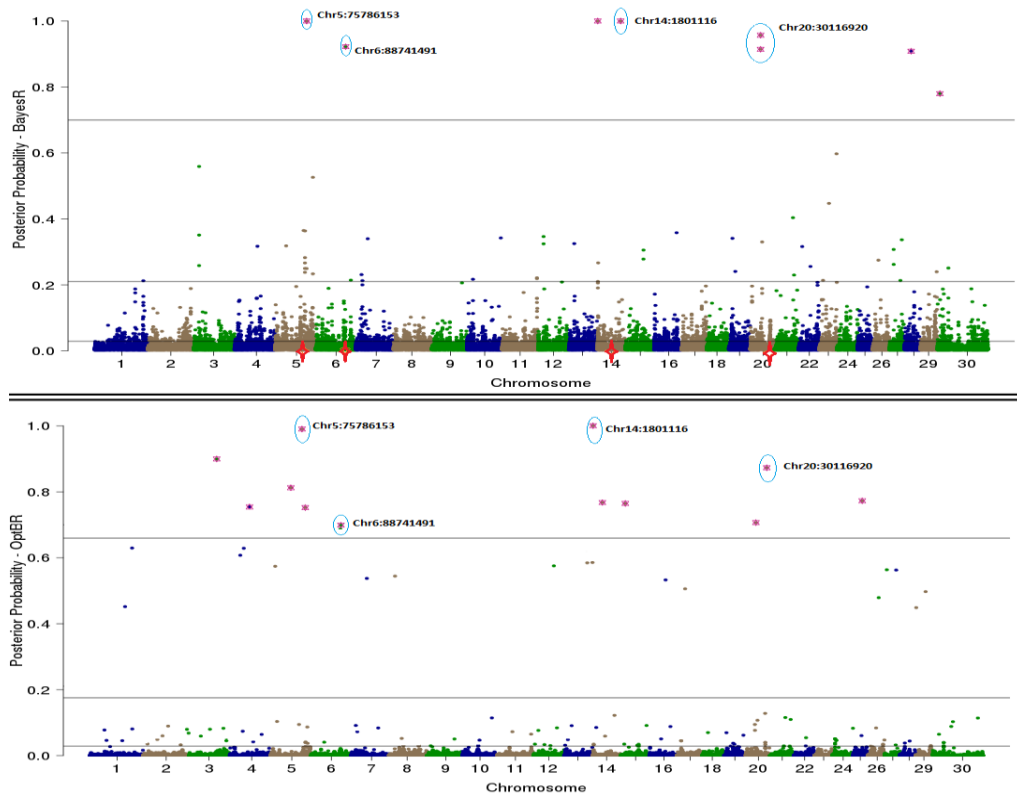 1.0
Chr5:75786153
Chr14:1801116
Chr20:30116920
Chr6:88741491
0.8
0.6
0.4
0.2
0.0
Posterior Probability - BayesR
1 2 3 4 5 6 7 8 9 10 11 12 14 16 18 20 22 24 26 29 30
Chromosome
1.0
Chr5:75786153
Chr14:1801116
Chr20:30116920
0.8
Chr6:88741491
0.6
0.4
0.2
0.0
Posterior Probability - OptBR
1 2 3 4 5 6 7 8 9 10 11 12 14 16 18 20 22 24 26 29 30
Chromosome